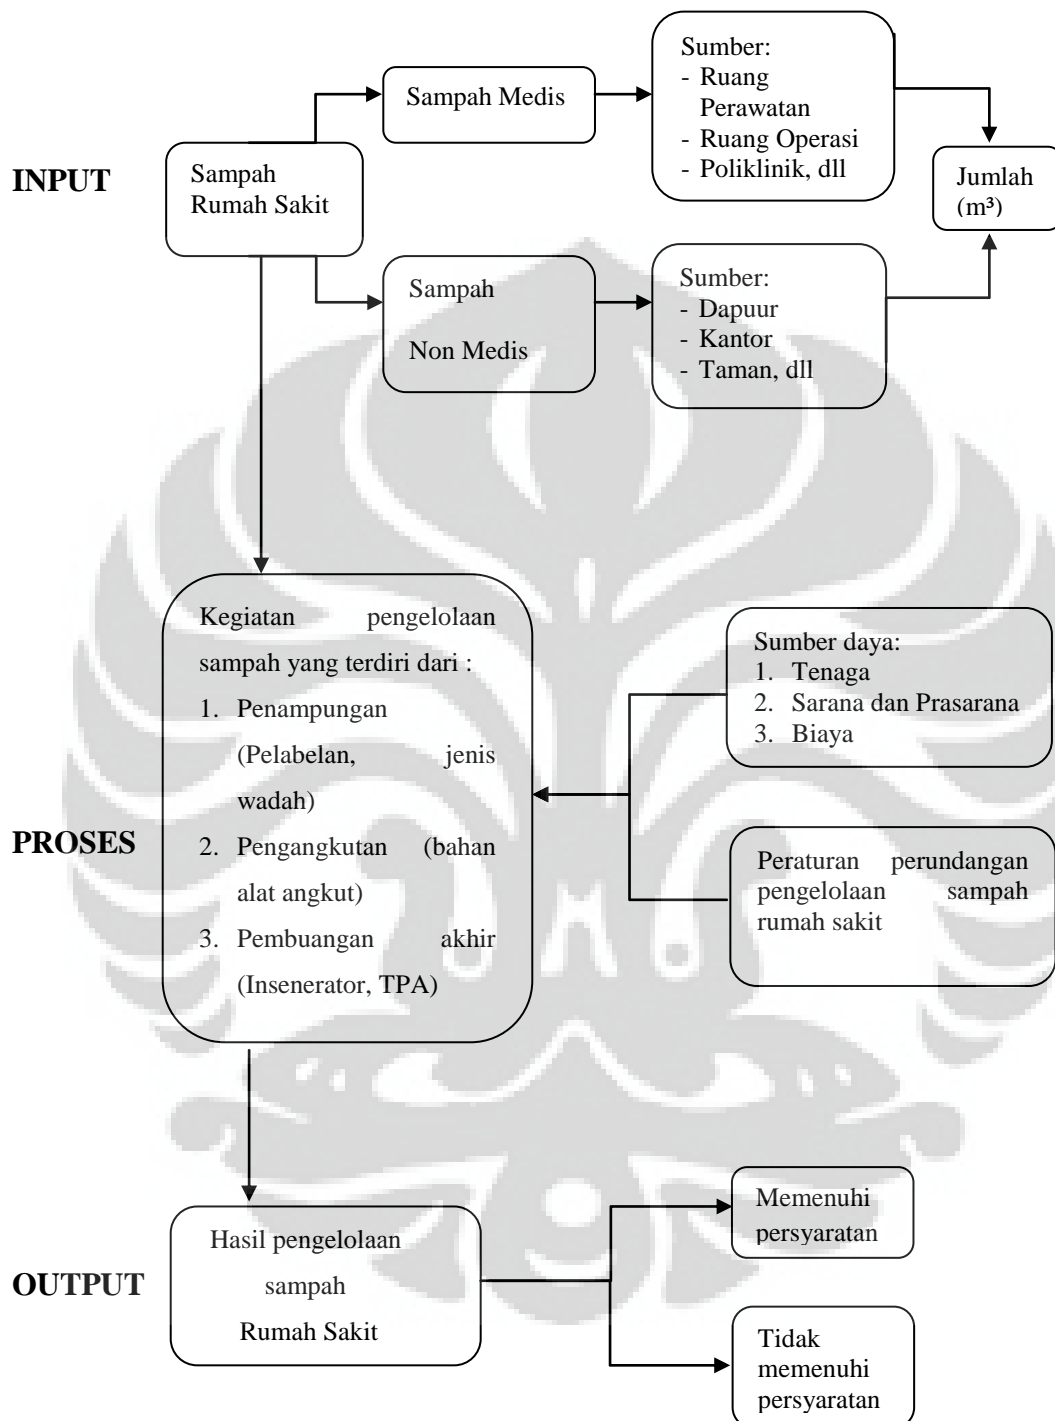 INPUT
Sampah
Rumah Sakit
Sampah Medis
Sumber:
- Ruang
Perawatan
- Ruang Operasi
- Poliklinik, dll
Jumlah
(m³)
Sampah
Non Medis
Sumber:
- Dapuur
- Kantor
- Taman, dll
PROSES
Kegiatan pengelolaan
sampah yang terdiri dari :
1. Penampungan
(Pelabelan, jenis
wadah)
2. Pengangkutan (bahan
alat angkut)
3. Pembuangan akhir
(Insenerator, TPA)
Sumber daya:
1. Tenaga
2. Sarana dan Prasarana
3. Biaya
Peraturan perundangan
pengelolaan sampah
rumah sakit
OUTPUT
Hasil pengelolaan
sampah
Rumah Sakit
Memenuhi
persyaratan
Tidak
memenuhi
persyaratan